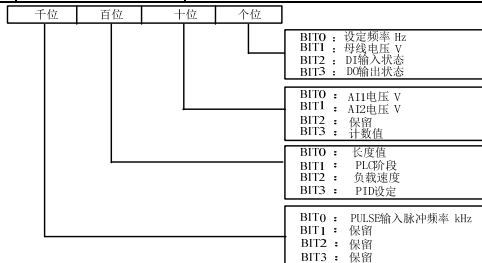 千位 百位 十位 个位
BIT0：设定频率 Hz
BIT1：母线电压 V
BIT2：DI输入状态
BIT3：DO输出状态
BIT0：AI1电压 V
BIT1：AI2电压 V
BIT2：保留
BIT3：计数值
BIT0：长度值
BIT1：PLC阶段
BIT2：负载速度
BIT3：PID设定
BIT0：PULSE输入脉冲频率 kHz
BIT1：保留
BIT2：保留
BIT3：保留